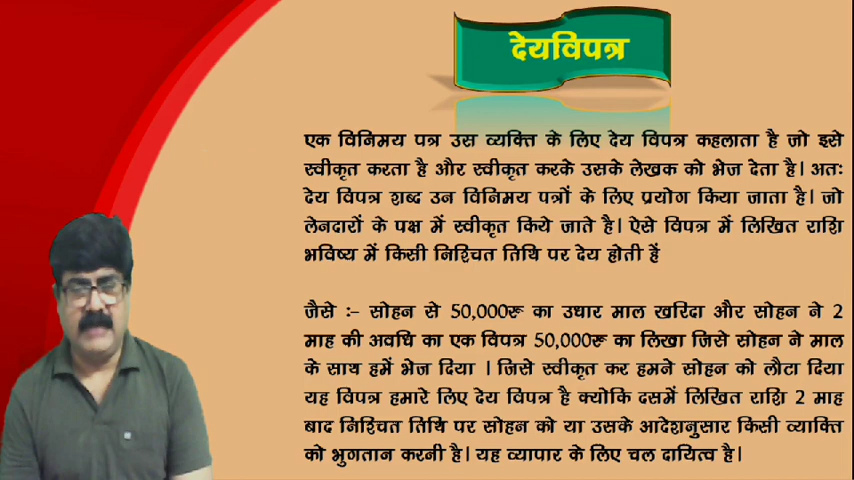 देयविपत्र
एक विनिमय पत्र उस व्यक्ति के लिए देय विपत्र कहलाता है जो इसे
स्वीकृत करता है और स्वीकृत करके उसके लेखक को भेज देता है। अतः
देय विपत्र शब्द उन विनिमय पत्रों के लिए प्रयोग किया जाता है। जो
लेनदारों के पक्ष में स्वीकृत किये जाते है। ऐसे विपत्र में लिखित राशि
भविष्य में किसी निश्चित तिथि पर देय होती हें
जैसे :- सोहन से 50,000रू का उधार माल खरिदा और सोहन ने 2
माह की अवधि का एक विपत्र 50,000रू का लिखा जिसे सोहन ने माल
के साथ हमें भेज दिया । जिसे स्वीकृत कर हमने सोहन को लौटा दिया
यह विपत्र हमारे लिए देय विपत्र है क्योकि दसमें लिखित राशि 2 माह
बाद निश्चित तिथि पर सोहन को या उसके आदेशनुसार किसी व्याक्ति
को भुगतान करनी है। यह व्यापार के लिए चल दायित्व है।